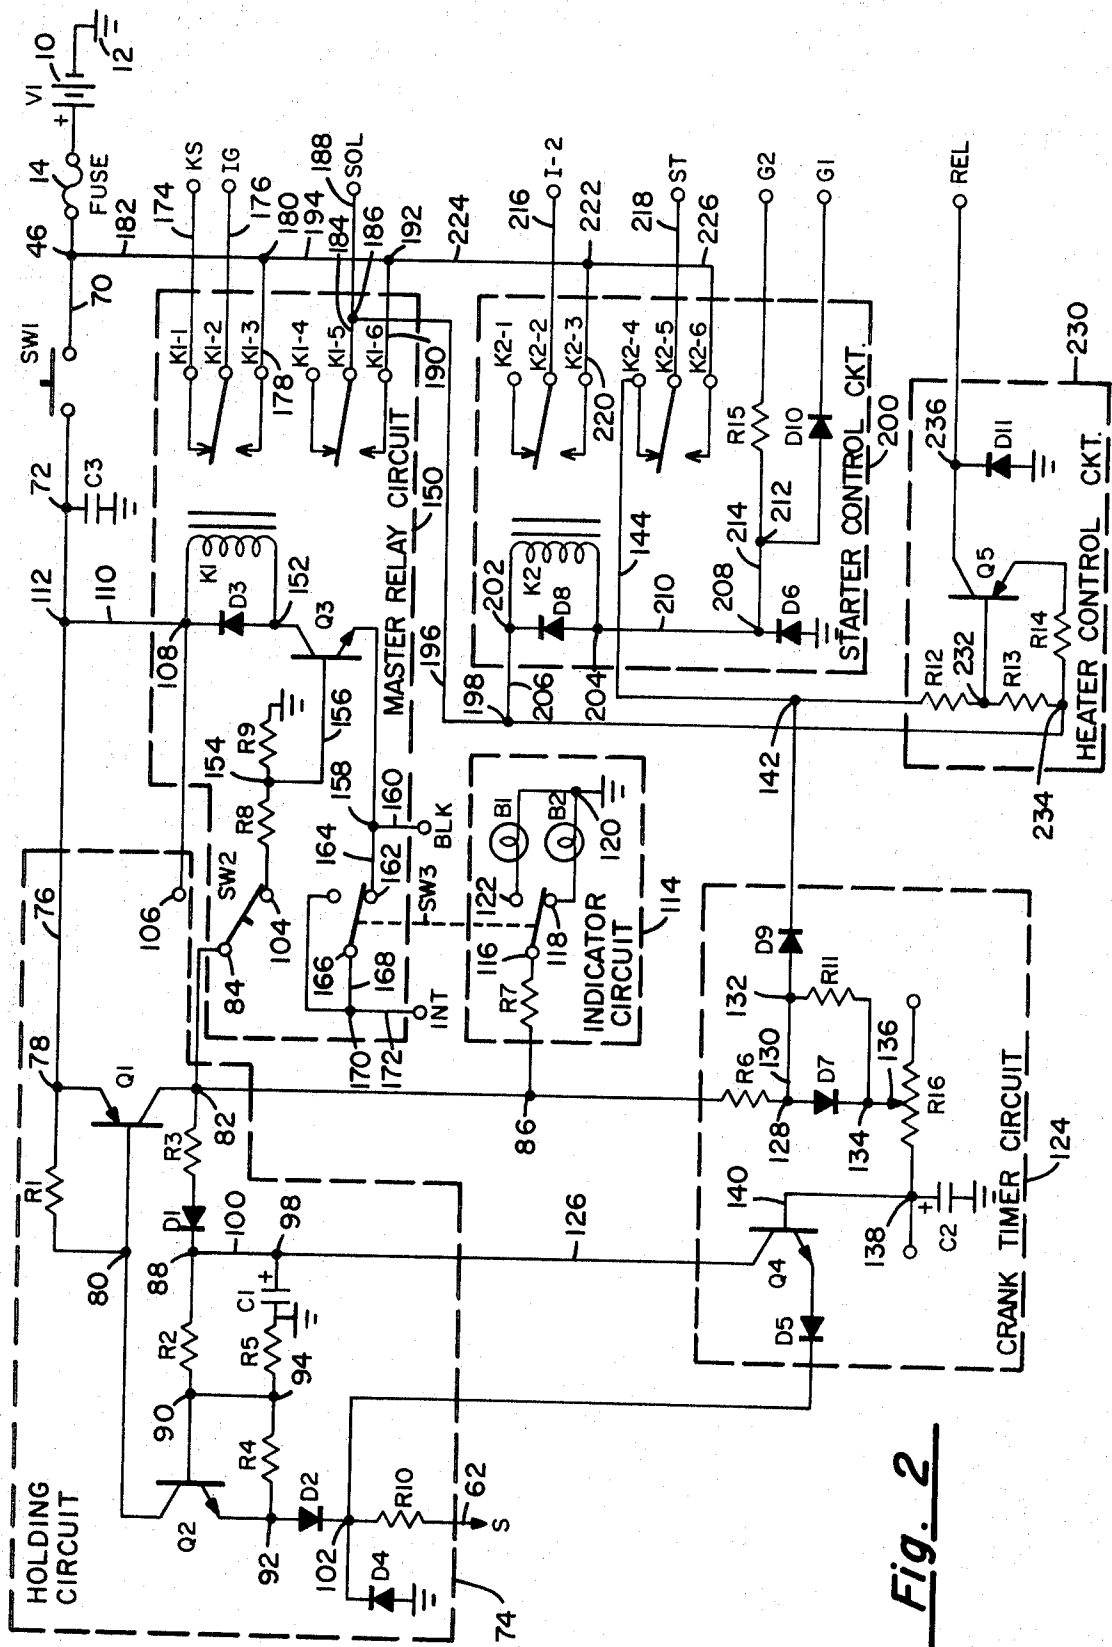 HOLDING
CIRCUIT
76
112
72
SW1
70
46
14
FUSE
V1
+
10
12
182
78
R1
Q1
80
110
C3
174
KS
IG
176
106
108
K1
K1-1
K1-2
K1-3
178
180
194
D1
R3
82
84
SW2
104
154
R8
R9
D3
152
Q3
156
K1-4
K1-5
K1-6
184
186
188
SOL
190
192
88
100
98
R2
90
C1
+
R5
94
R4
Q2
92
D2
102
D4
R10
62
S
74
166
168
170
172
INT
164
162
158
160
BLK
SW3
MASTER RELAY CIRCUIT
150
196
224
86
R7
116
118
122
B1
B2
120
INDICATOR
CIRCUIT
114
198
206
202
K2
D8
204
210
K2-1
K2-2
K2-3
220
216
I-2
222
K2-4
K2-5
K2-6
218
ST
226
144
208
214
212
D6
R15
D10
G2
G1
STARTER CONTROL CKT.
200
126
Q4
140
D5
R6
128
130
132
D9
142
D7
R11
134
136
R16
138
+
C2
CRANK TIMER CIRCUIT
124
R12
232
R13
R14
234
Q5
236
D11
REL
HEATER CONTROL CKT.
230
Fig. 2